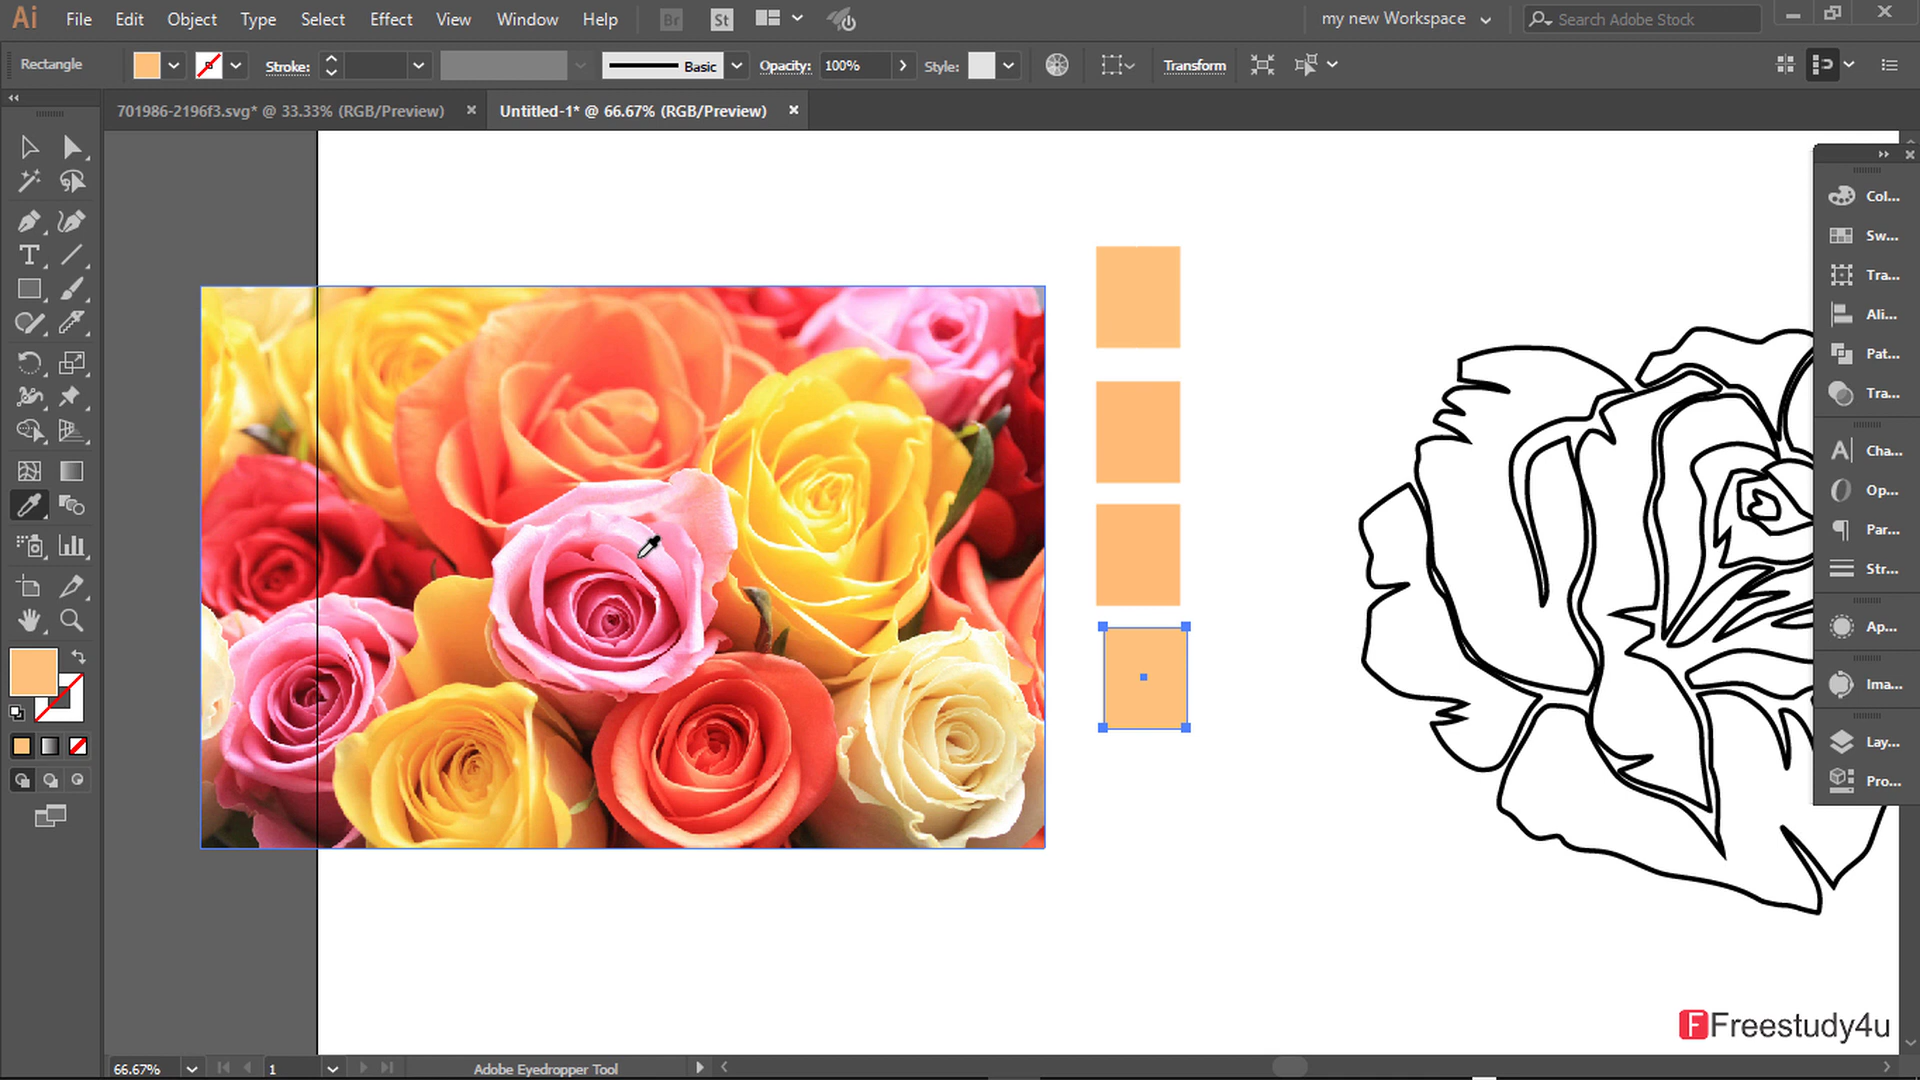 Ai File Edit Object Type Select Effect View Window Help Br St my new Workspace Search Adobe Stock
Rectangle Stroke: Basic Opacity: 100% Style: Transform
701986-2196f3.svg* @ 33.33% (RGB/Preview) Untitled-1* @ 66.67% (RGB/Preview)
Col...
Sw...
Tra...
Ali...
Pat...
Tra...
Cha...
Op...
Par...
Str...
Ap...
Ima...
Lay...
Pro...
F Freestudy4u
66.67% 1 Adobe Eyedropper Tool